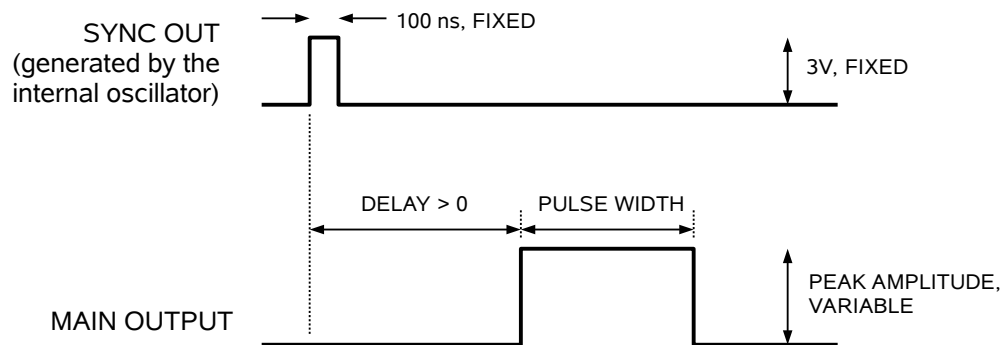 SYNC OUT
(generated by the
internal oscillator)
100 ns, FIXED
3V, FIXED
DELAY > 0
PULSE WIDTH
PEAK AMPLITUDE,
VARIABLE
MAIN OUTPUT